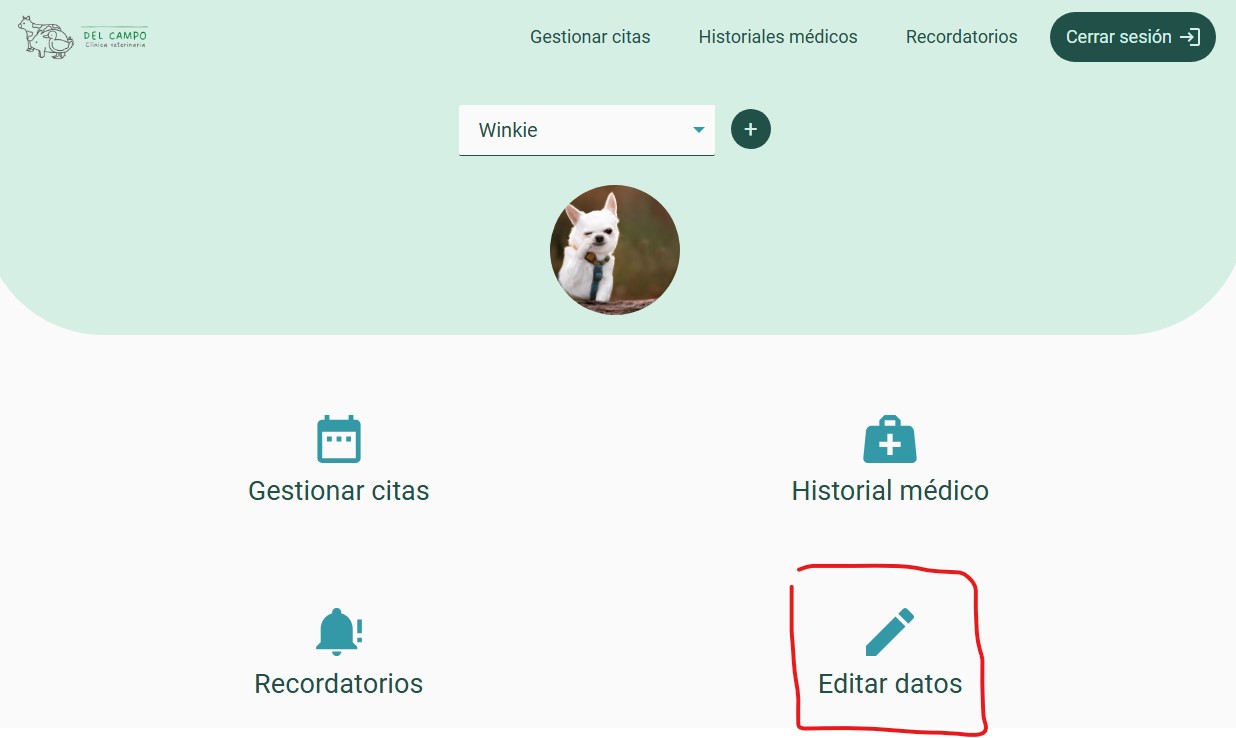 DEL CAMPO
Clínica veterinaria
Gestionar citas
Historiales médicos
Recordatorios
Cerrar sesión
Winkie
Gestionar citas
Historial médico
Recordatorios
Editar datos